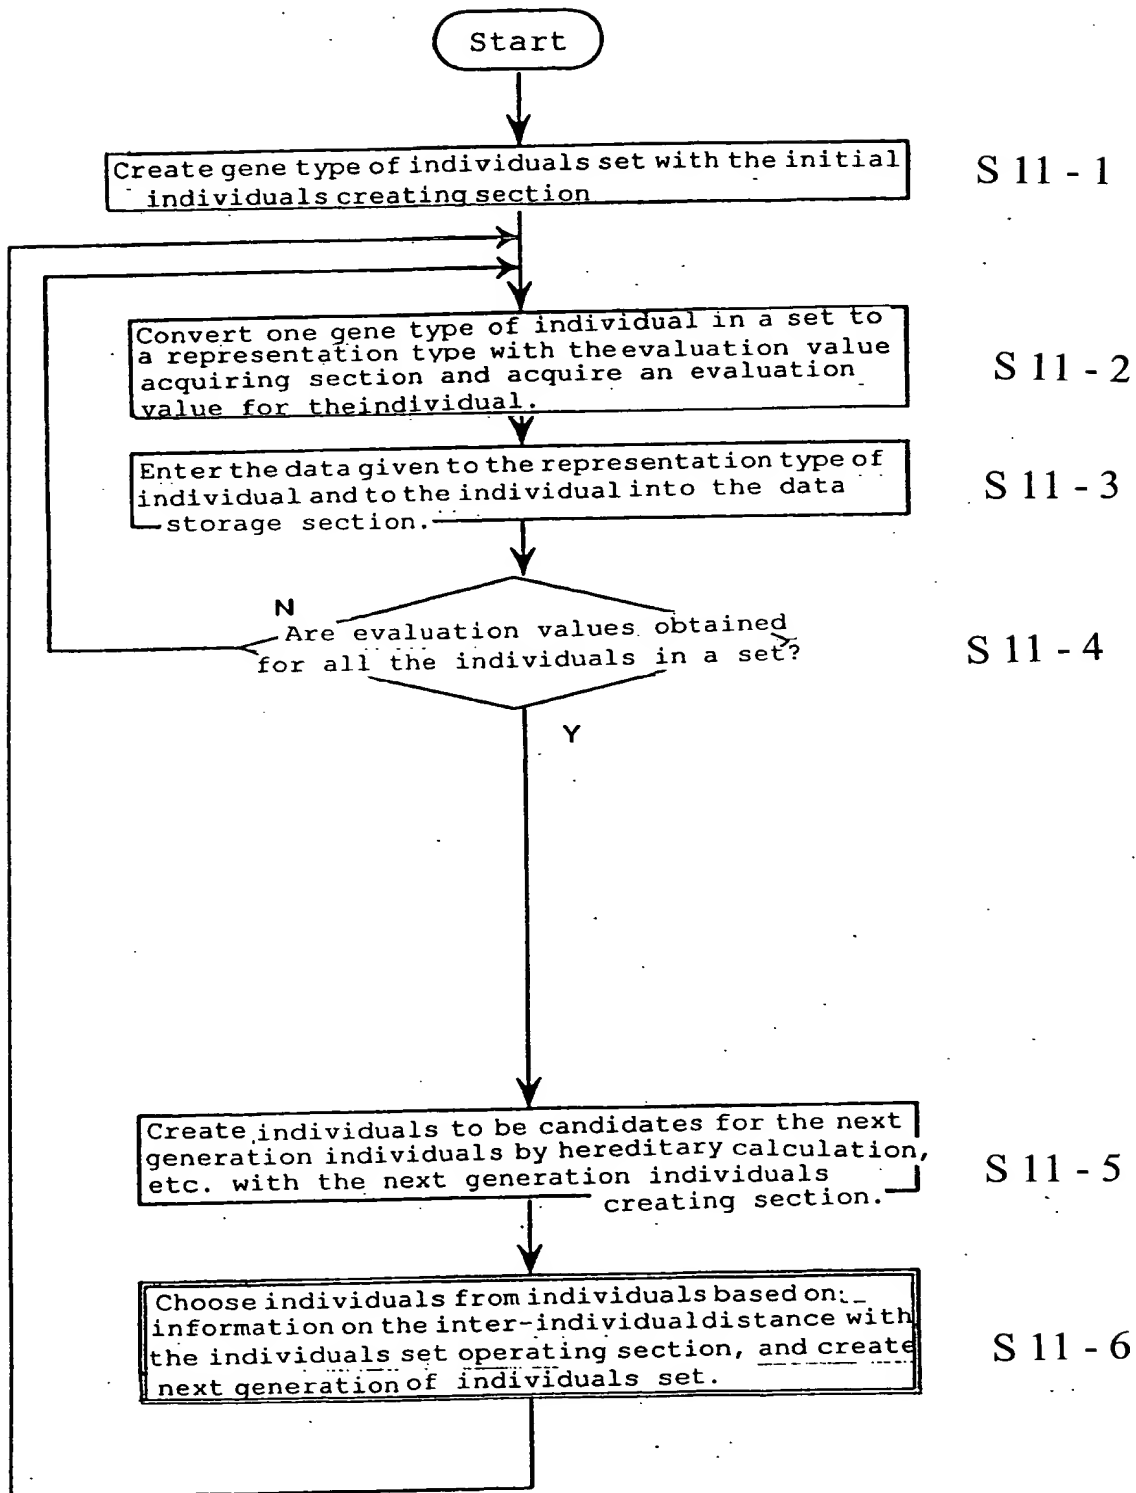 Start
Create gene type of individuals set with the initial
individuals creating section
S 11 - 1
Convert one gene type of individual in a set to
a representation type with theevaluation value
acquiring section and acquire an evaluation
value for theindividual.
S 11 - 2
Enter the data given to the representation type of
individual and to the individual into the data
storage section.
S 11 - 3
N
Are evaluation values obtained
for all the individuals in a set?
S 11 - 4
Y
Create individuals to be candidates for the next
generation individuals by hereditary calculation,
etc. with the next generation individuals
creating section.
S 11 - 5
Choose individuals from individuals based on
information on the inter-individualdistance with
the individuals set operating section, and create
next generation of individuals set.
S 11 - 6